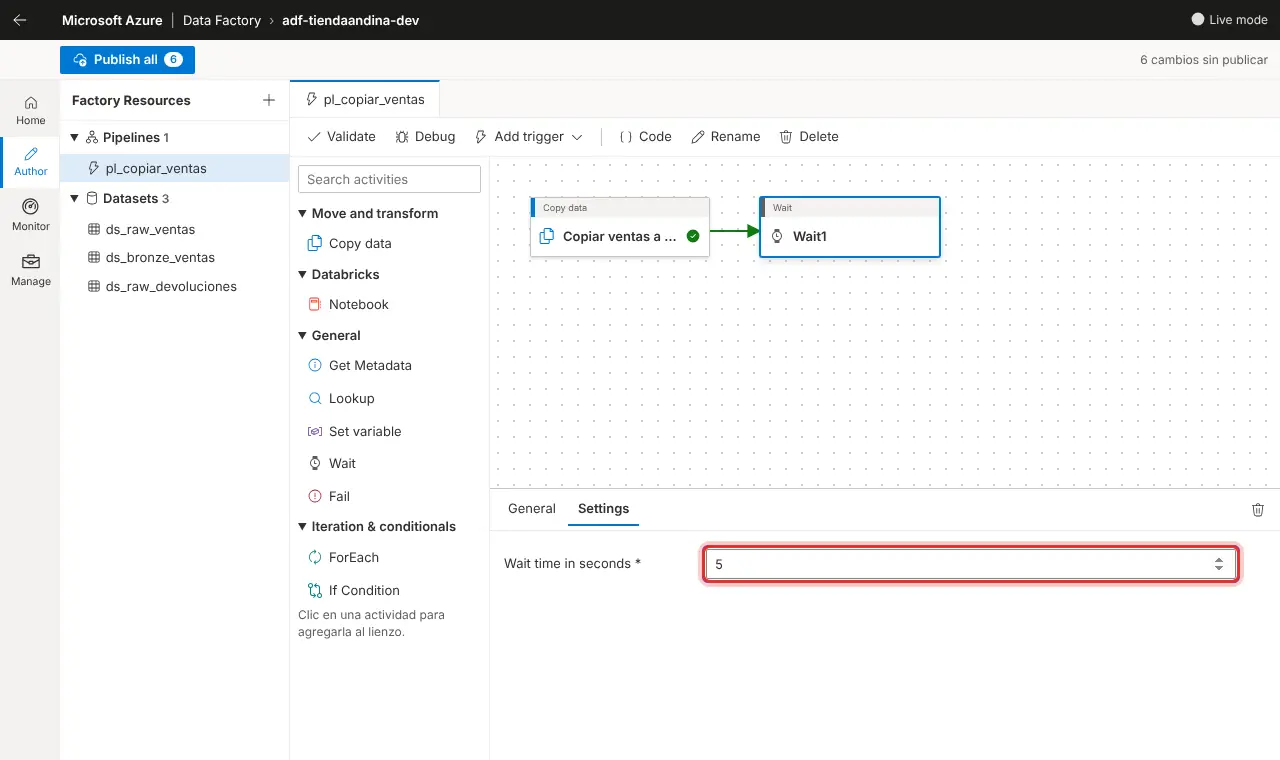 Microsoft Azure | Data Factory › adf-tiendaandina-dev
Live mode
Publish all 6
6 cambios sin publicar
Home
Author
Monitor
Manage
Factory Resources
Pipelines 1
pl_copiar_ventas
Datasets 3
ds_raw_ventas
ds_bronze_ventas
ds_raw_devoluciones
pl_copiar_ventas
Validate Debug Add trigger Code Rename Delete
Search activities
Move and transform
Copy data
Databricks
Notebook
General
Get Metadata
Lookup
Set variable
Wait
Fail
Iteration & conditionals
ForEach
If Condition
Clic en una actividad para
agregarla al lienzo.
Copy data
Copiar ventas a ...
Wait
Wait1
General Settings
Wait time in seconds *
5